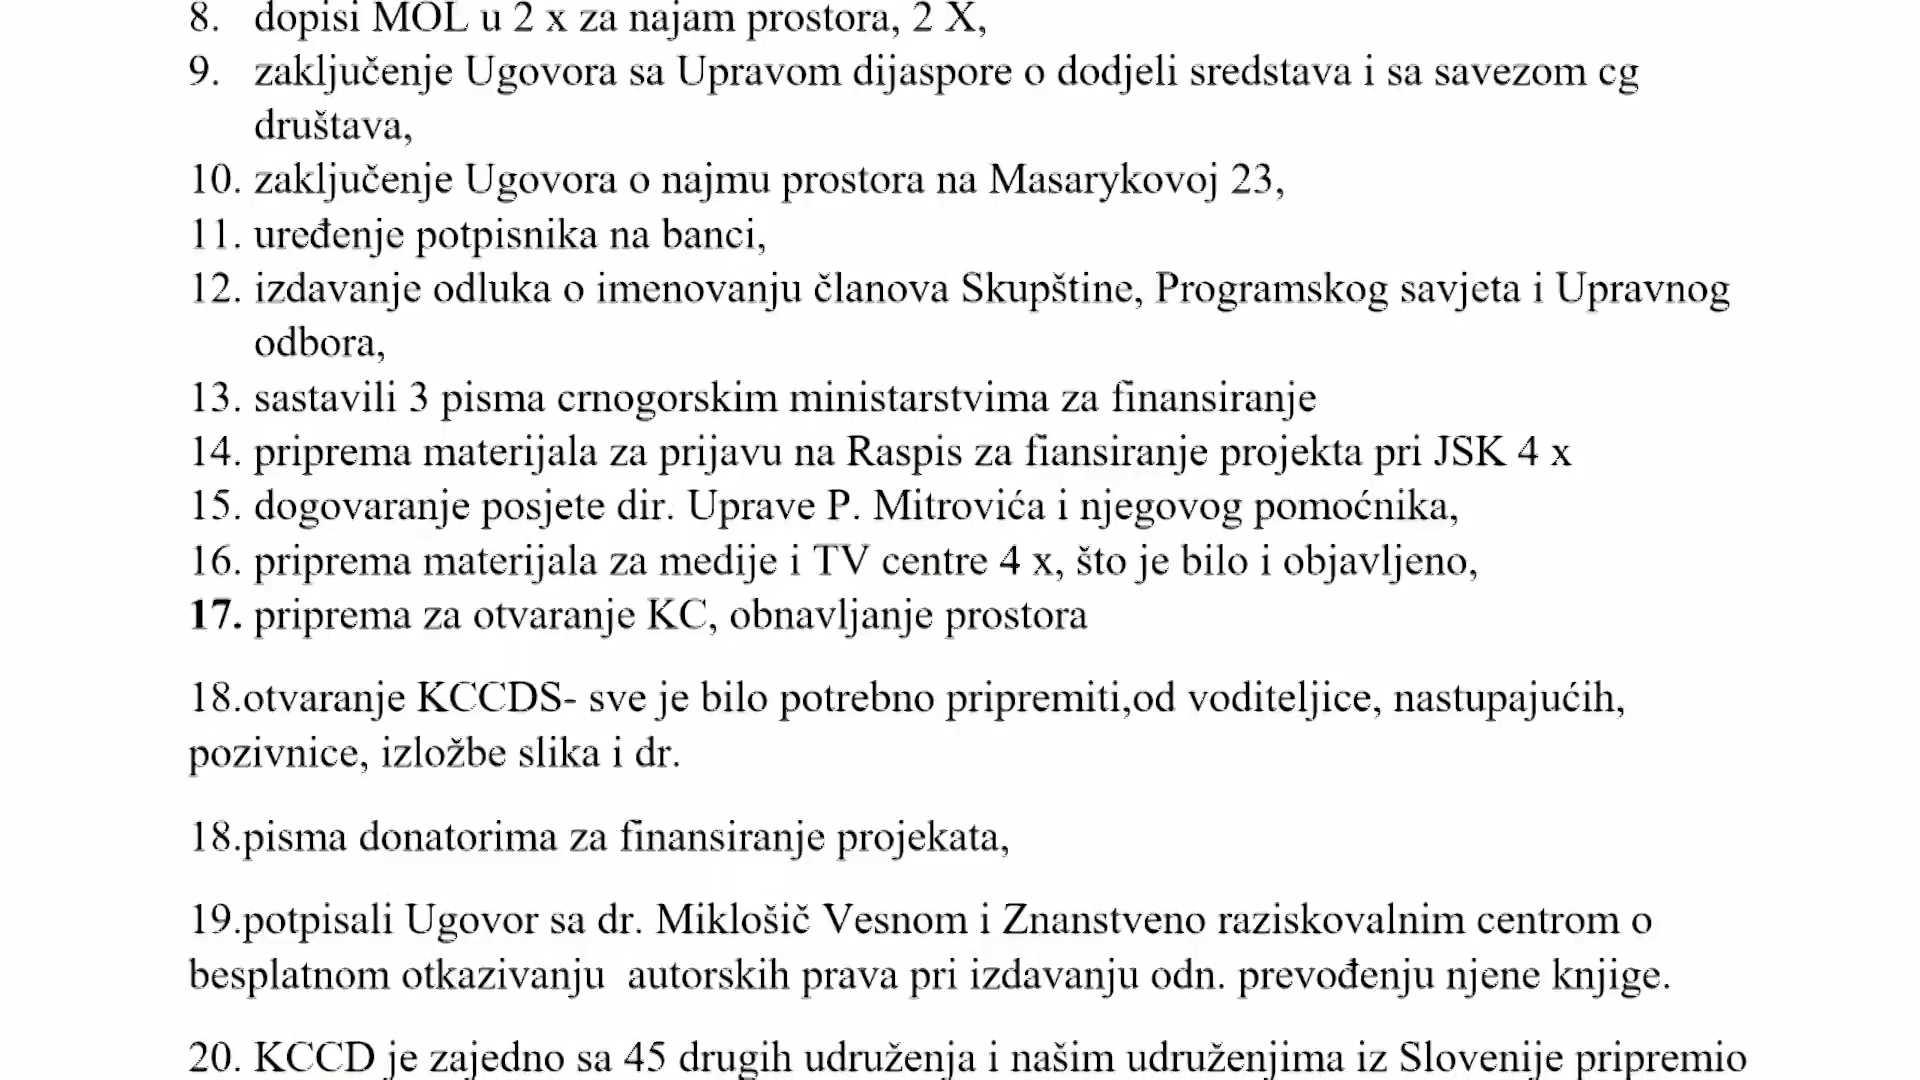 8. dopisi MOL u 2 x za najam prostora, 2 X,
9. zaključenje Ugovora sa Upravom dijaspore o dodjeli sredstava i sa savezom cg
društava,
10. zaključenje Ugovora o najmu prostora na Masarykovoj 23,
11. uređenje potpisnika na banci,
12. izdavanje odluka o imenovanju članova Skupštine, Programskog savjeta i Upravnog
odbora,
13. sastavili 3 pisma crnogorskim ministarstvima za finansiranje
14. priprema materijala za prijavu na Raspis za fiansiranje projekta pri JSK 4 x
15. dogovaranje posjete dir. Uprave P. Mitrovića i njegovog pomoćnika,
16. priprema materijala za medije i TV centre 4 x, što je bilo i objavljeno,
17. priprema za otvaranje KC, obnavljanje prostora
18.otvaranje KCCDS- sve je bilo potrebno pripremiti,od voditeljice, nastupajućih,
pozivnice, izložbe slika i dr.
18.pisma donatorima za finansiranje projekata,
19.potpisali Ugovor sa dr. Miklošič Vesnom i Znanstveno raziskovalnim centrom o
besplatnom otkazivanju  autorskih prava pri izdavanju odn. prevođenju njene knjige.
20. KCCD je zajedno sa 45 drugih udruženja i našim udruženjima iz Slovenije pripremio